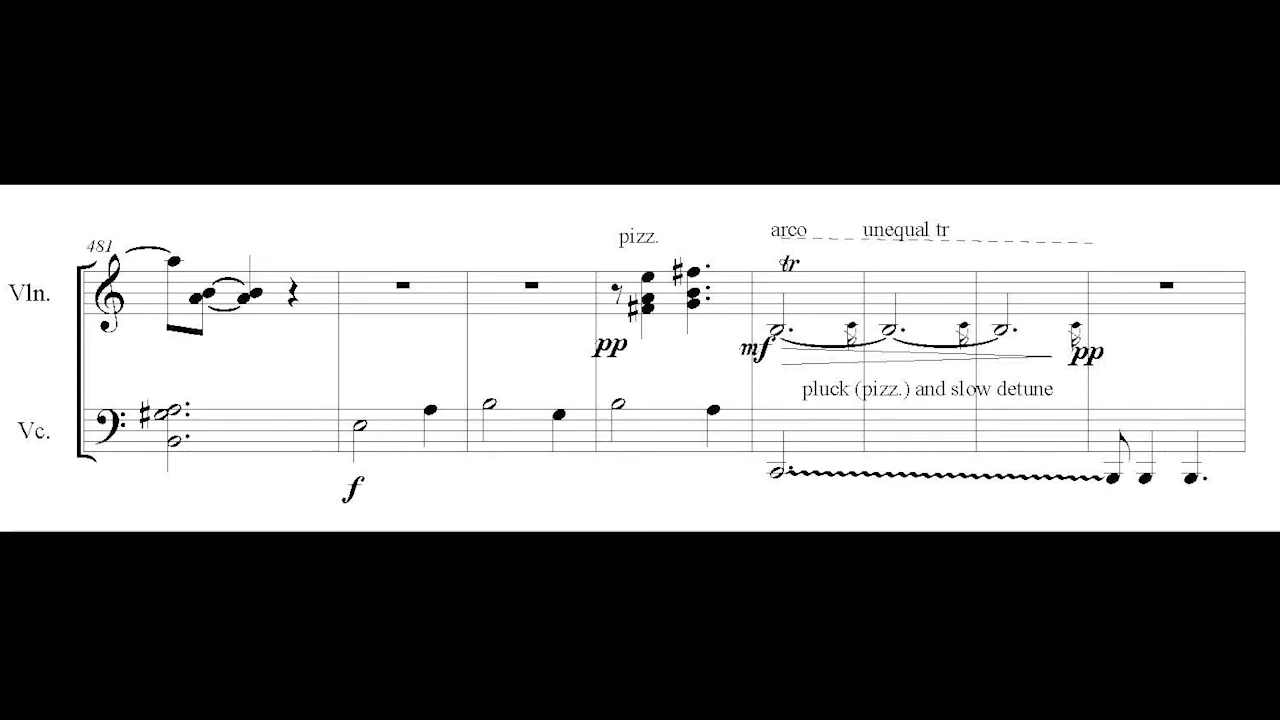 481
pizz.
arco unequal tr
tr
Vln.
pp mf pp
pluck (pizz.) and slow detune
Vc.
f